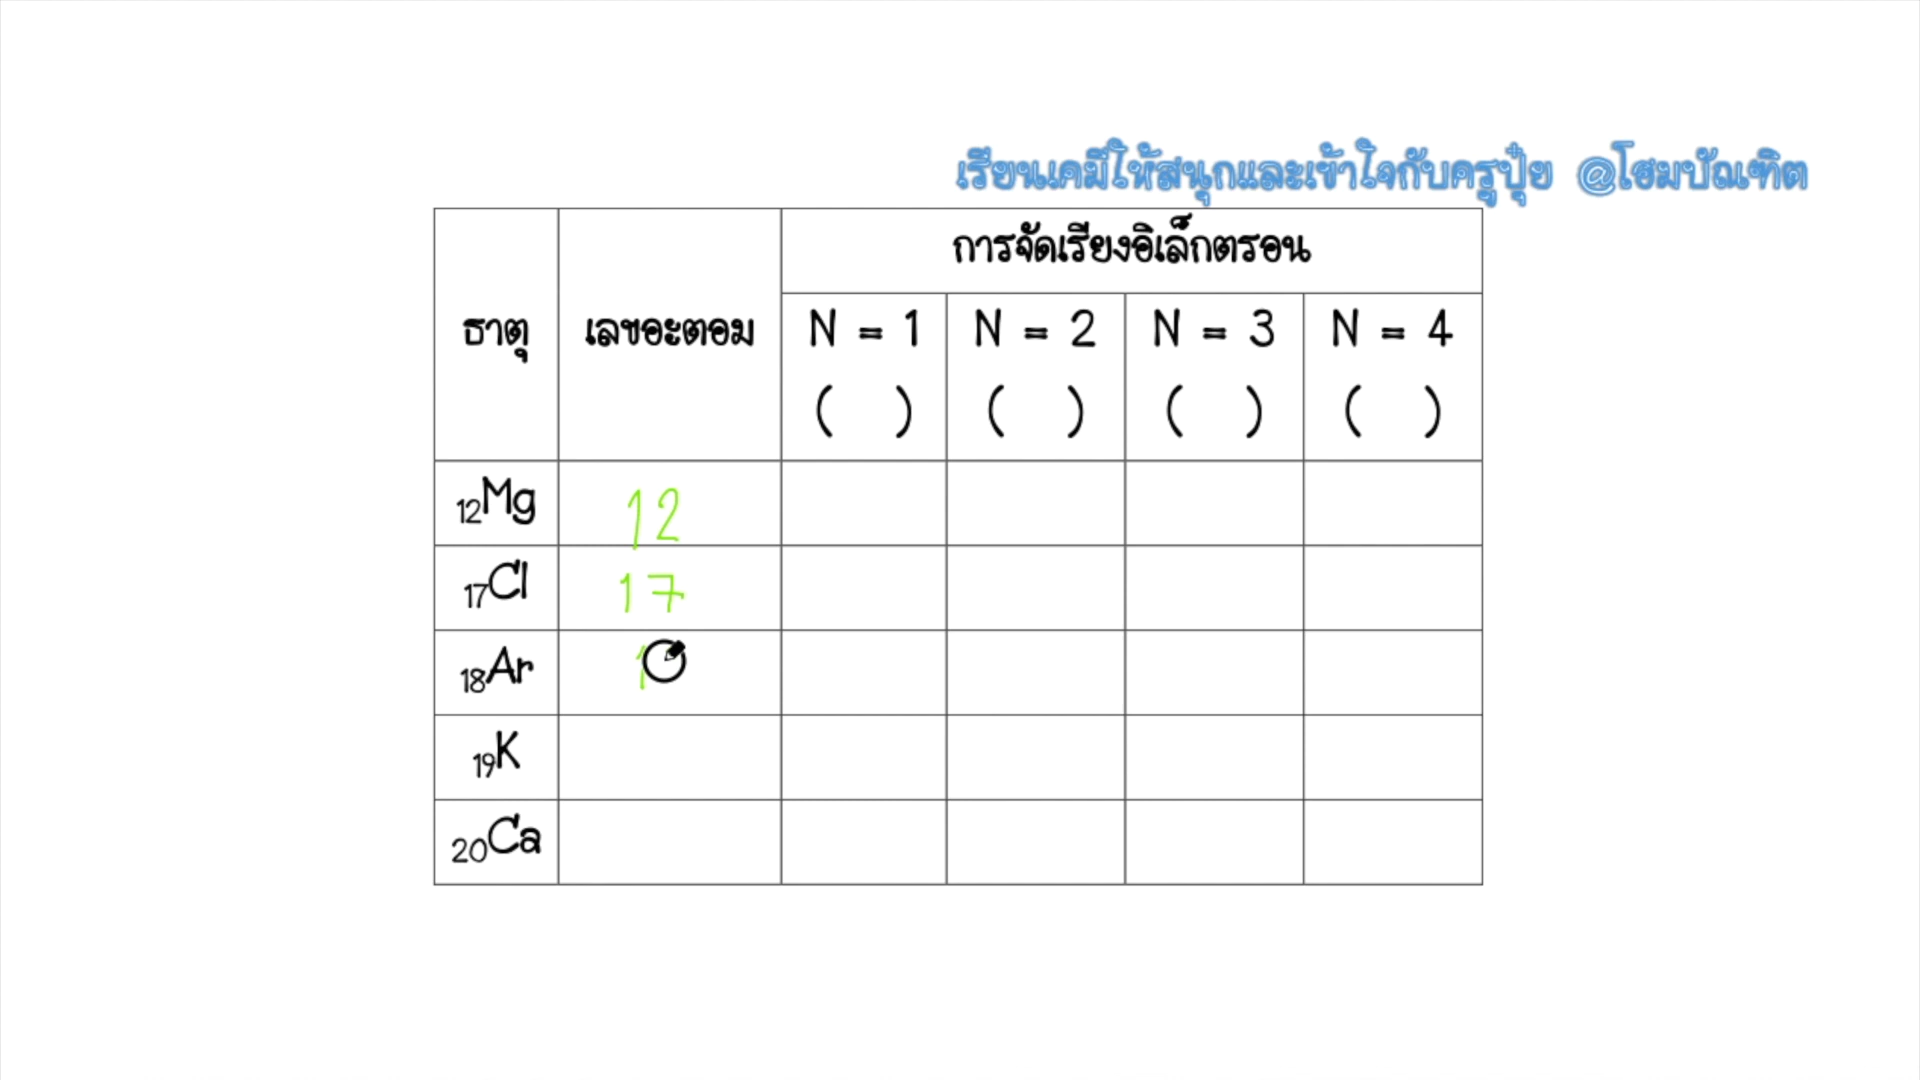 เรียนเคมีให้สนุกและเข้าใจกับครูปุ๋ย @โฮมบัณฑิต
ธาตุ เลขอะตอม การจัดเรียงอิเล็กตรอน
N = 1 N = 2 N = 3 N = 4
( ) ( ) ( ) ( )
12Mg 12
17Cl 17
18Ar 1
19K
20Ca